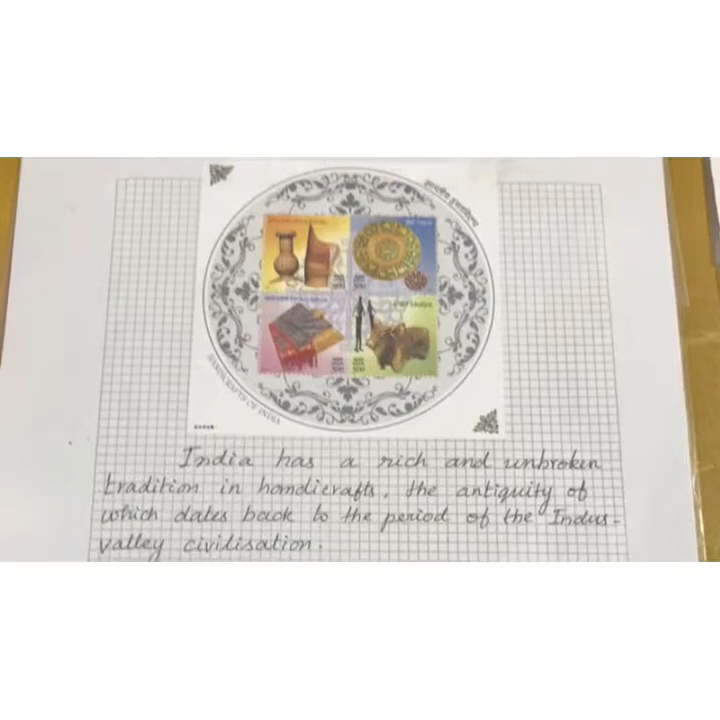 HANDICRAFTS OF INDIA
India has a rich and unbroken
tradition in homdicrafts, the antiquity of
which dates back to the period of the Indus-
valley civilisation.